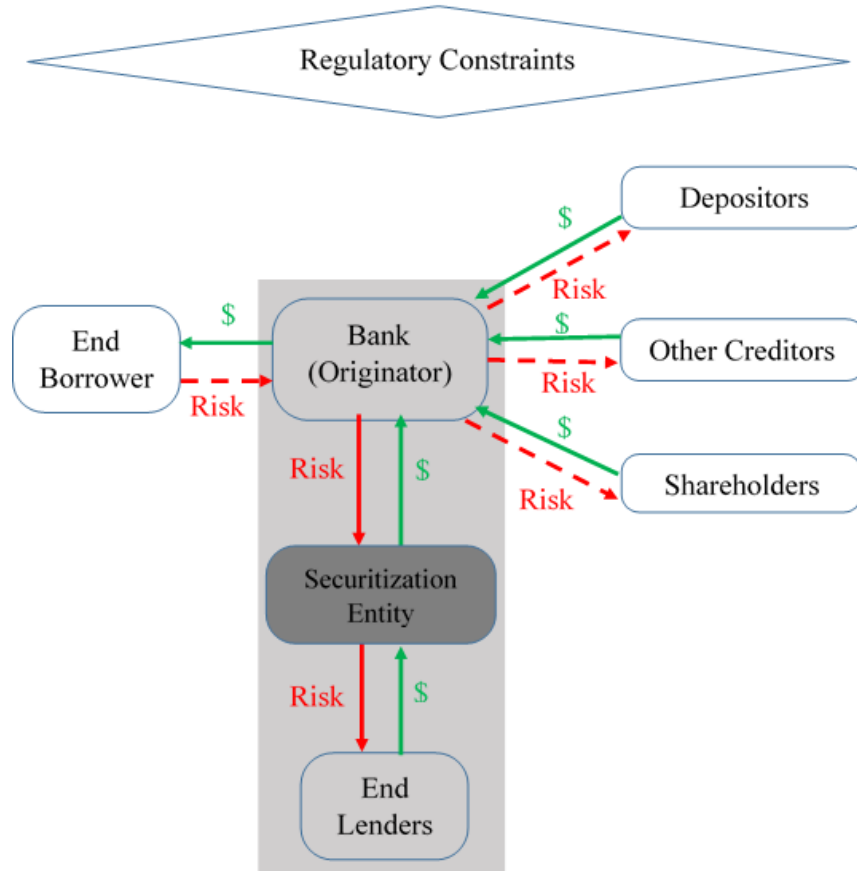 Regulatory Constraints
Depositors
$
Risk
End
Borrower
$
Risk
Bank
(Originator)
$
Risk
Other Creditors
$
Risk
Shareholders
Risk
$
Securitization
Entity
Risk
$
End
Lenders